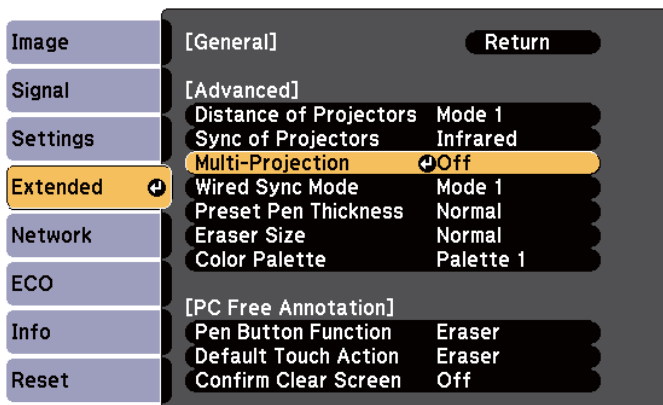 Image
Signal
Settings
Extended
Network
ECO
Info
Reset
[General] Return
[Advanced]
Distance of Projectors Mode 1
Sync of Projectors Infrared
Multi-Projection Off
Wired Sync Mode Mode 1
Preset Pen Thickness Normal
Eraser Size Normal
Color Palette Palette 1
[PC Free Annotation]
Pen Button Function Eraser
Default Touch Action Eraser
Confirm Clear Screen Off